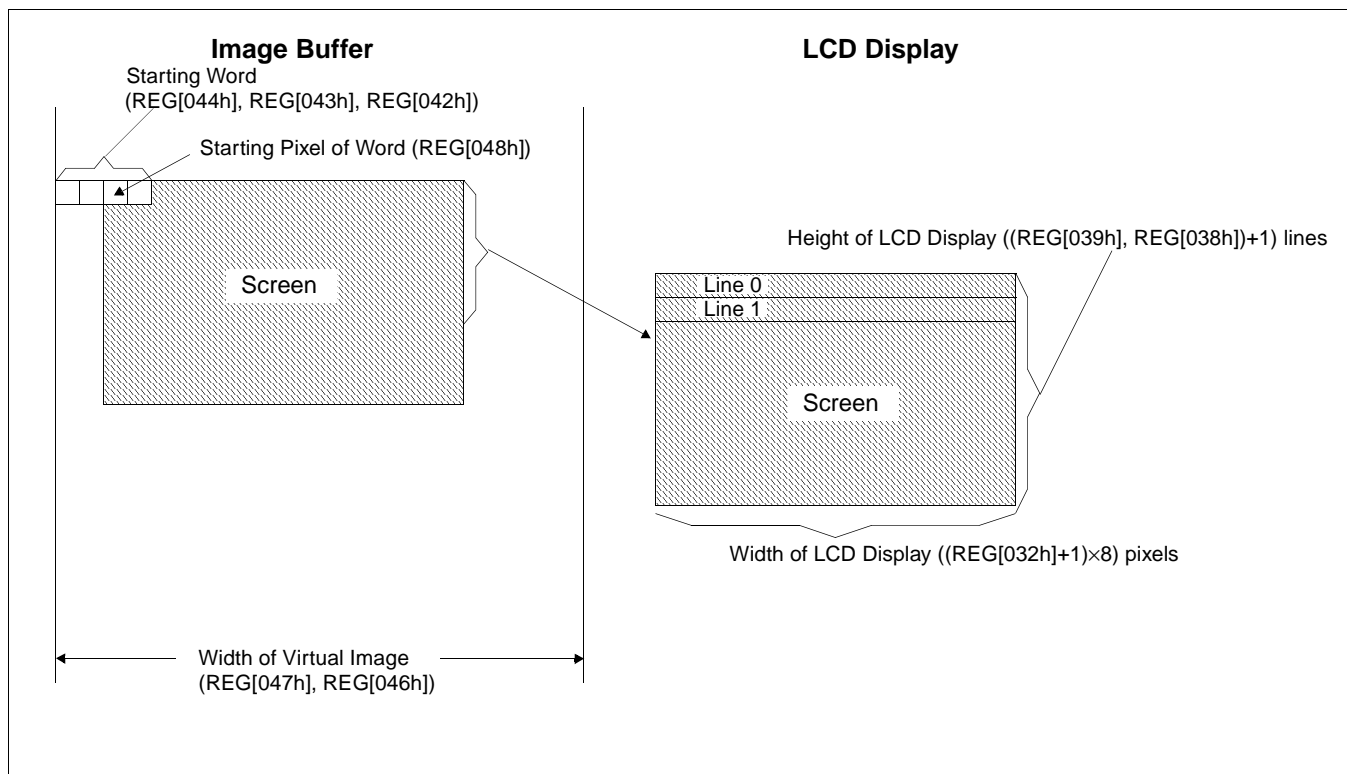 Image Buffer
LCD Display
Starting Word
(REG[044h], REG[043h], REG[042h])
Starting Pixel of Word (REG[048h])
Screen
Height of LCD Display ((REG[039h], REG[038h])+1) lines
Line 0
Line 1
Screen
Width of LCD Display ((REG[032h]+1)×8) pixels
Width of Virtual Image
(REG[047h], REG[046h])